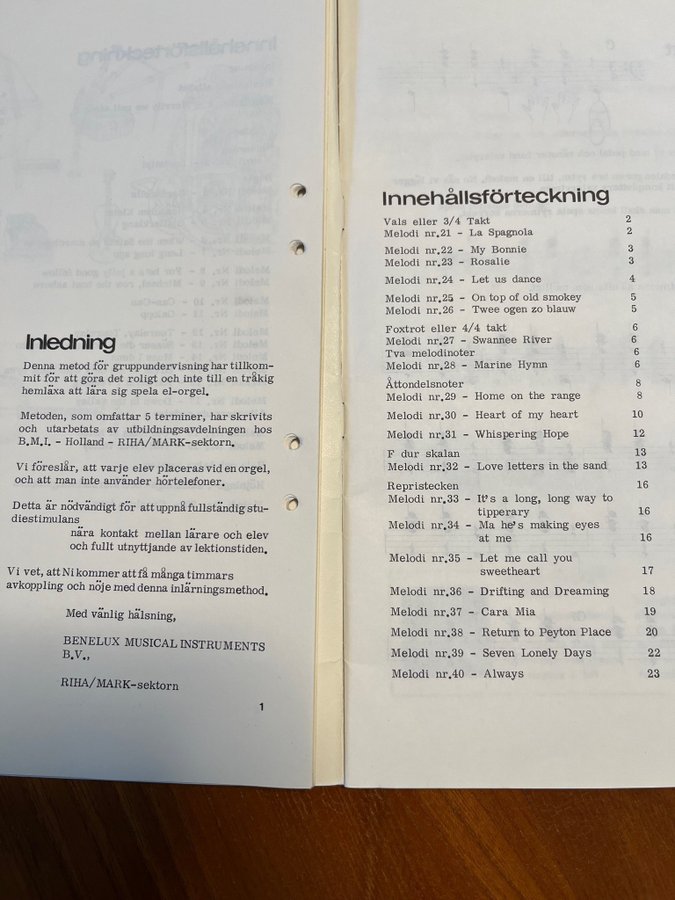 Inledning
Denna metod för gruppundervisning har tillkom-
mit för att göra det roligt och inte till en tråkig
hemläxa att lära sig spela el-orgel.
Metoden, som omfattar 5 terminer, har skrivits
och utarbetats av utbildningsavdelningen hos
B.M.I. - Holland - RIHA/MARK-sektorn.
Vi föreslår, att varje elev placeras vid en orgel,
och att man inte använder hörtelefoner.
Detta är nödvändigt för att uppnå fullständig stu-
diestimulans
nära kontakt mellan lärare och elev
och fullt utnyttjande av lektionstiden.
Vi vet, att Ni kommer att få många timmars
avkoppling och nöje med denna inlärningsmethod.
Med vänlig hälsning,
BENELUX MUSICAL INSTRUMENTS
B.V.,
RIHA/MARK-sektorn
1
Innehållsförteckning
Vals eller 3/4 Takt 2
Melodi nr.21 - La Spagnola 2
Melodi nr.22 - My Bonnie 3
Melodi nr.23 - Rosalie 3
Melodi nr.24 - Let us dance 4
Melodi nr.25 - On top of old smokey 5
Melodi nr.26 - Twee ogen zo blauw 5
Foxtrot eller 4/4 takt 6
Melodi nr.27 - Swannee River 6
Två melodinoter 6
Melodi nr.28 - Marine Hymn 6
Åttondelsnoter 8
Melodi nr.29 - Home on the range 8
Melodi nr.30 - Heart of my heart 10
Melodi nr.31 - Whispering Hope 12
F dur skalan 13
Melodi nr.32 - Love letters in the sand 13
Repristecken 16
Melodi nr.33 - It's a long, long way to
tipperary 16
Melodi nr.34 - Ma he's making eyes
at me 16
Melodi nr.35 - Let me call you
sweetheart 17
Melodi nr.36 - Drifting and Dreaming 18
Melodi nr.37 - Cara Mia 19
Melodi nr.38 - Return to Peyton Place 20
Melodi nr.39 - Seven Lonely Days 22
Melodi nr.40 - Always 23